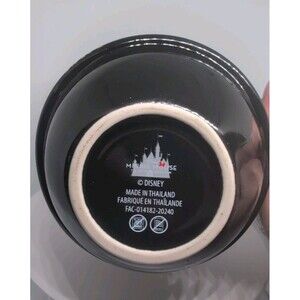 © DISNEY
MADE IN THAILAND
FABRIQUÉ EN THAÏLANDE
FAC-014182-20240